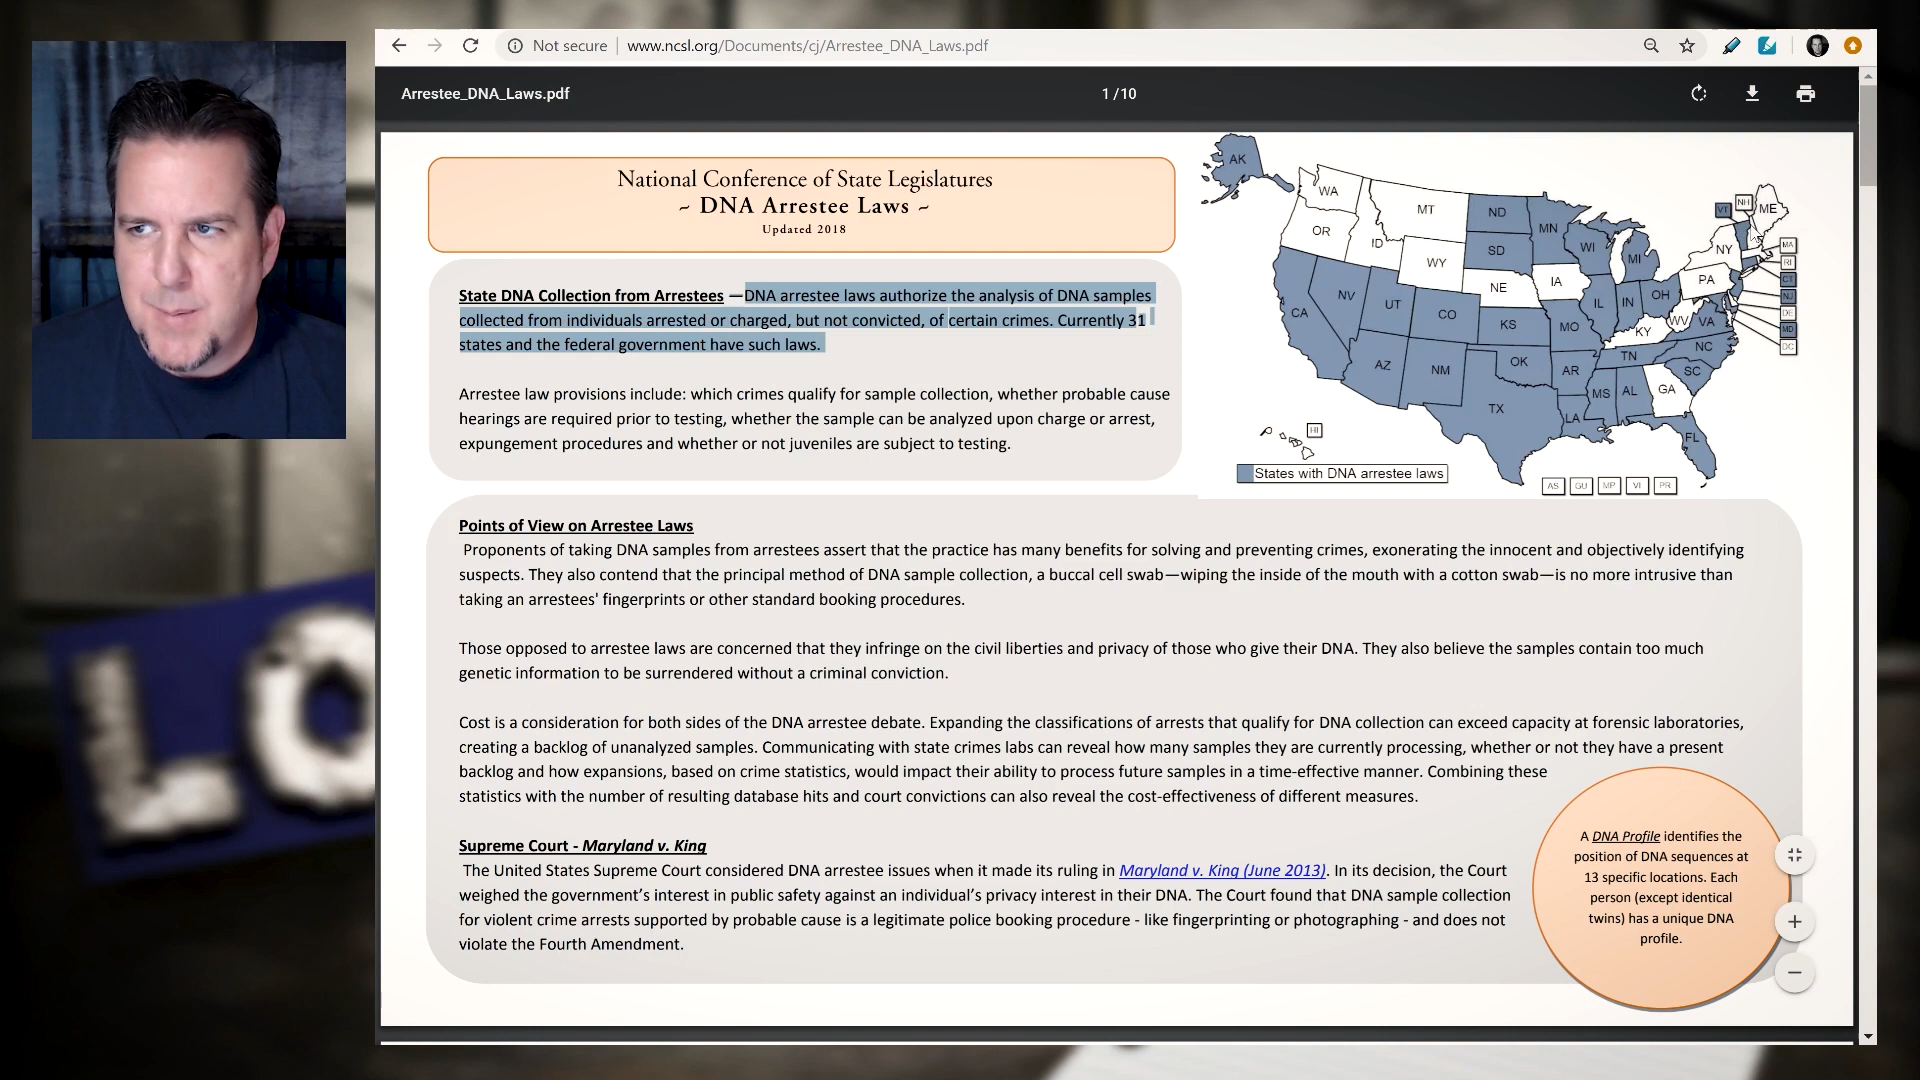 Not secure
www.ncsl.org/Documents/cj/Arrestee_DNA_Laws.pdf
Arrestee_DNA_Laws.pdf
1 / 10
National Conference of State Legislatures
~ DNA Arrestee Laws ~
Updated 2018
State DNA Collection from Arrestees —DNA arrestee laws authorize the analysis of DNA samples
collected from individuals arrested or charged, but not convicted, of certain crimes. Currently 31
states and the federal government have such laws.
Arrestee law provisions include: which crimes qualify for sample collection, whether probable cause
hearings are required prior to testing, whether the sample can be analyzed upon charge or arrest,
expungement procedures and whether or not juveniles are subject to testing.
AK
WA
MT
ND
MN
VT
NH
ME
OR
ID
SD
WI
MI
NY
MA
RI
WY
IA
PA
CT
NE
NJ
NV
UT
CO
IL
IN
OH
DE
CA
KS
MO
KY
WV
VA
MD
DC
AZ
NM
OK
AR
TN
NC
SC
MS
AL
GA
TX
LA
FL
HI
States with DNA arrestee laws
AS
GU
MP
VI
PR
Points of View on Arrestee Laws
Proponents of taking DNA samples from arrestees assert that the practice has many benefits for solving and preventing crimes, exonerating the innocent and objectively identifying
suspects. They also contend that the principal method of DNA sample collection, a buccal cell swab—wiping the inside of the mouth with a cotton swab—is no more intrusive than
taking an arrestees' fingerprints or other standard booking procedures.
Those opposed to arrestee laws are concerned that they infringe on the civil liberties and privacy of those who give their DNA. They also believe the samples contain too much
genetic information to be surrendered without a criminal conviction.
Cost is a consideration for both sides of the DNA arrestee debate. Expanding the classifications of arrests that qualify for DNA collection can exceed capacity at forensic laboratories,
creating a backlog of unanalyzed samples. Communicating with state crimes labs can reveal how many samples they are currently processing, whether or not they have a present
backlog and how expansions, based on crime statistics, would impact their ability to process future samples in a time-effective manner. Combining these
statistics with the number of resulting database hits and court convictions can also reveal the cost-effectiveness of different measures.
Supreme Court - Maryland v. King
The United States Supreme Court considered DNA arrestee issues when it made its ruling in Maryland v. King (June 2013). In its decision, the Court
weighed the government's interest in public safety against an individual's privacy interest in their DNA. The Court found that DNA sample collection
for violent crime arrests supported by probable cause is a legitimate police booking procedure - like fingerprinting or photographing - and does not
violate the Fourth Amendment.
A DNA Profile identifies the
position of DNA sequences at
13 specific locations. Each
person (except identical
twins) has a unique DNA
profile.
LO